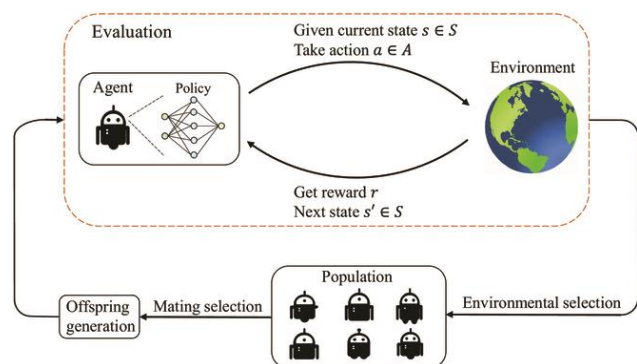 Evaluation
Given current state s ∈ S
Take action a ∈ A
Agent
Policy
Environment
Get reward r
Next state s′ ∈ S
Population
Offspring
generation
Mating selection
Environmental selection